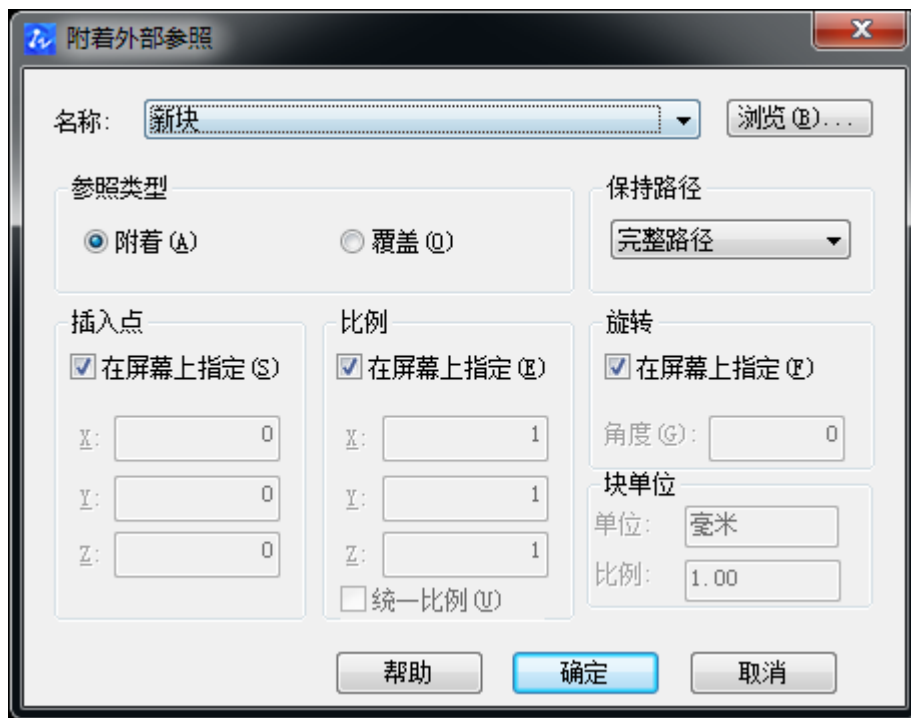 附着外部参照
名称: 新块 浏览(B)...
参照类型 保持路径
附着(A) 覆盖(O) 完整路径
插入点 比例 旋转
在屏幕上指定(S) 在屏幕上指定(E) 在屏幕上指定(F)
X: 0 X: 1 角度(G): 0
Y: 0 Y: 1 块单位
单位: 毫米
Z: 0 Z: 1 比例: 1.00
统一比例(U)
帮助 确定 取消